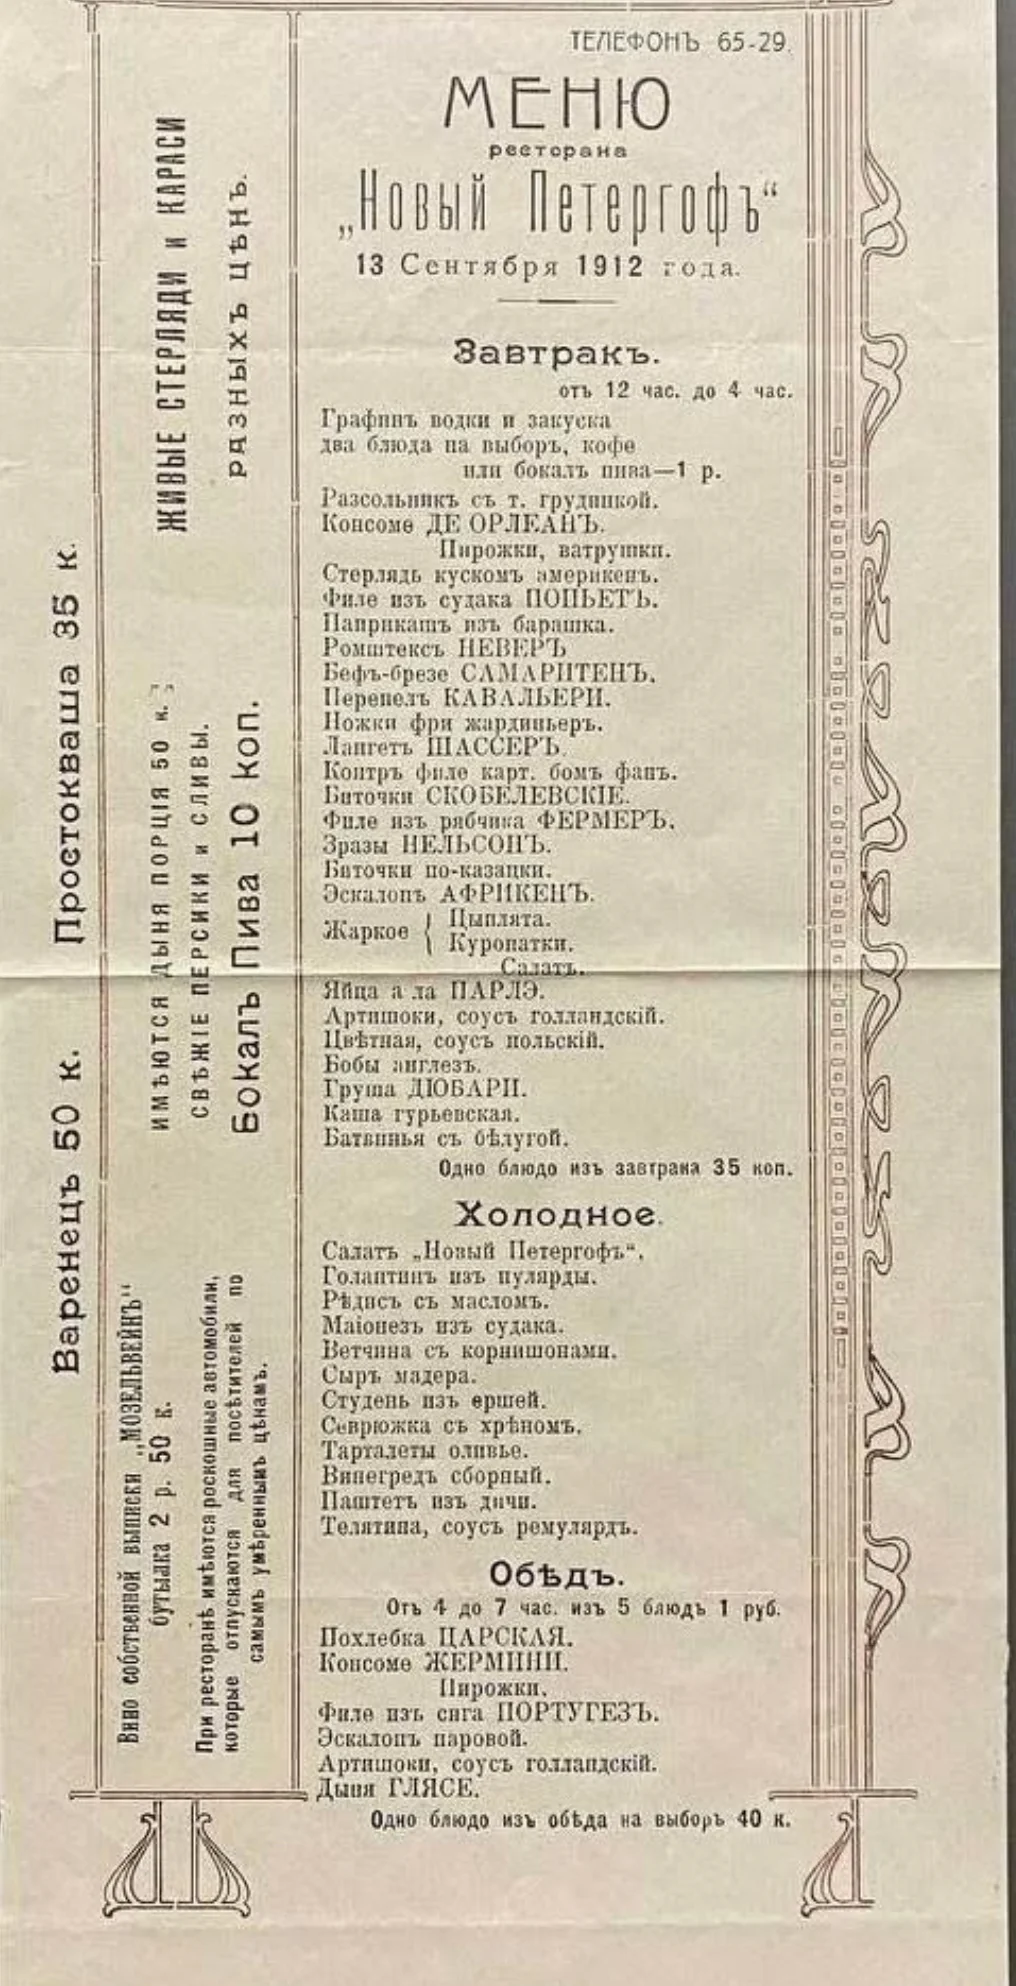 ТЕЛЕФОНЪ 65-29.
МЕНЮ
ресторана
„Новый Петергофъ“
13 Сентября 1912 года.
Завтракъ.
отъ 12 час. до 4 час.
Графинъ водки и закуска
два блюда на выборъ, кофе
или бокалъ пива—1 р.
Разсольникъ съ т. грудинкой.
Консоме ДЕ ОРЛЕАНЪ.
Пирожки, ватрушки.
Стерлядь кускомъ америкенъ.
Филе изъ судака ПОПЬЕТЪ.
Паприкашъ изъ барашка.
Ромштексъ НЕВЕРЪ
Бефъ-брезе САМАРИТЕНЪ.
Перепелъ КАВАЛЬЕРИ.
Ножки фри жардиньеръ.
Лангетъ ШАССЕРЪ.
Контръ филе карт. бомъ фанъ.
Биточки СКОБЕЛЕВСКІЕ.
Филе изъ рябчика ФЕРМЕРЪ.
Зразы НЕЛЬСОНЪ.
Биточки по-казацки.
Эскалопъ АФРИКЕНЪ.
Жаркое { Цыплята.
Куропатки.
Салатъ.
Яйца а ла ПАРЛЭ.
Артишоки, соусъ голландскій.
Цвѣтная, соусъ польскій.
Бобы англезъ.
Груша ДЮБАРИ.
Каша гурьевская.
Батвинья съ бѣлугой.
Одно блюдо изъ завтрака 35 коп.
Холодное.
Салатъ „Новый Петергофъ“.
Голантинъ изъ пулярды.
Рѣдисъ съ масломъ.
Маіонезъ изъ судака.
Ветчина съ корнишонами.
Сыръ мадера.
Студень изъ ершей.
Севрюжка съ хрѣномъ.
Тарталеты оливье.
Винегредъ сборный.
Паштетъ изъ дичи.
Телятина, соусъ ремулярдъ.
Обѣдъ.
Отъ 4 до 7 час. изъ 5 блюдъ 1 руб.
Похлебка ЦАРСКАЯ.
Консоме ЖЕРМИНИ.
Пирожки.
Филе изъ сига ПОРТУГЕЗЪ.
Эскалопъ паровой.
Артишоки, соусъ голландскій.
Дыня ГЛЯСЕ.
Одно блюдо изъ обѣда на выборъ 40 к.
Варенецъ 50 к. Простокваша 35 к.
Вино собственной выписки „МОЗЕЛЬВЕЙНЪ“
бутылка 2 р. 50 к.
При ресторанѣ имѣются роскошные автомобили,
которые отпускаются для посѣтителей по
самымъ умѣреннымъ цѣнамъ.
ИМѢЮТСЯ ДЫНЯ ПОРЦІЯ 50 к.
СВѢЖІЕ ПЕРСИКИ и СЛИВЫ.
Бокалъ Пива 10 коп.
ЖИВЫЕ СТЕРЛЯДИ и КАРАСИ
РАЗНЫХЪ ЦѢНЪ.